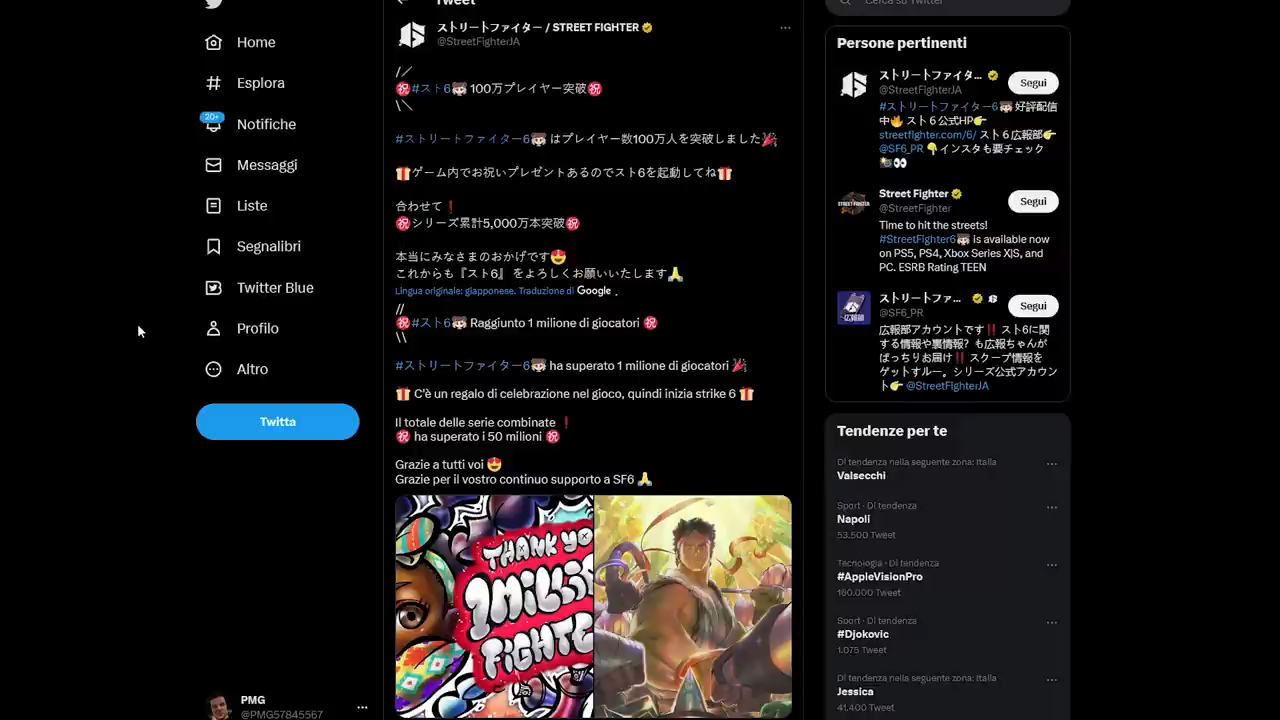 Home
Esplora
20+
Notifiche
Messaggi
Liste
Segnalibri
Twitter Blue
Profilo
Altro
Twitta
PMG
@PMG57845567
Tweet
ストリートファイター / STREET FIGHTER
@StreetFighterJA
/／
㊗#スト6 100万プレイヤー突破㊗
\＼
#ストリートファイター6 はプレイヤー数100万人を突破しました🎉
🎁ゲーム内でお祝いプレゼントあるのでスト6を起動してね🎁
合わせて❗
㊗シリーズ累計5,000万本突破㊗
本当にみなさまのおかげです😍
これからも『スト6』 をよろしくお願いいたします🙏
Lingua originale: giapponese. Traduzione di Google .
//
㊗#スト6 Raggiunto 1 milione di giocatori ㊗
\\
#ストリートファイター6 ha superato 1 milione di giocatori 🎉
🎁 C'è un regalo di celebrazione nel gioco, quindi inizia strike 6 🎁
Il totale delle serie combinate ❗
㊗ ha superato i 50 milioni ㊗
Grazie a tutti voi 😍
Grazie per il vostro continuo supporto a SF6 🙏
THANK YO
1MILLI
FIGHTE
Cerca su Twitter
Persone pertinenti
ストリートファイタ...
@StreetFighterJA
Segui
#ストリートファイター6 好評配信
中🔥 スト６公式HP👉
streetfighter.com/6/ スト６広報部👉
@SF6_PR 👇インスタも要チェック
📸👀
Street Fighter
@StreetFighter
Segui
Time to hit the streets!
#StreetFighter6 is available now
on PS5, PS4, Xbox Series X|S, and
PC. ESRB Rating TEEN
ストリートファ...
@SF6_PR
Segui
広報部
広報部アカウントです‼ スト6に関
する情報や裏情報？も広報ちゃんが
ばっちりお届け‼ スクープ情報を
ゲットすルー。シリーズ公式アカウン
ト👉 @StreetFighterJA
Tendenze per te
Di tendenza nella seguente zona: Italia
Valsecchi
Sport · Di tendenza
Napoli
53.500 Tweet
Tecnologia · Di tendenza
#AppleVisionPro
160.000 Tweet
Sport · Di tendenza
#Djokovic
1.075 Tweet
Di tendenza nella seguente zona: Italia
Jessica
41.400 Tweet